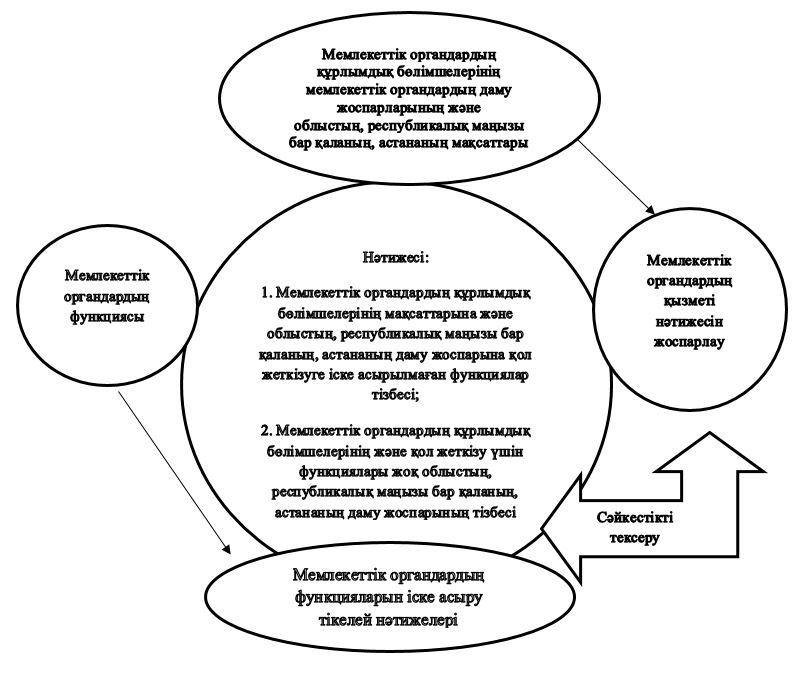 Мемлекеттік органдардың
құрлымдық бөлімшелерінің
мемлекеттік органдардың даму
жоспарларының және
облыстың, республикалық маңызы
бар қаланың, астананың мақсаттары
Мемлекеттік
органдардың
функциясы
Нәтижесі:
1. Мемлекеттік органдардың құрлымдық
бөлімшелерінің мақсаттарына және
облыстың, республикалық маңызы бар
қаланың, астананың даму жоспарына қол
жеткізуге іске асырылмаған функциялар
тізбесі;
2. Мемлекеттік органдардың құрлымдық
бөлімшелерінің және қол жеткізу үшін
функциялары жоқ облыстың,
республикалық маңызы бар қаланың,
астананың даму жоспарының тізбесі
Мемлекеттік
органдардың
қызметі
нәтижесін
жоспарлау
Сәйкестікті
тексеру
Мемлекеттік органдардың
функцияларын іске асыру
тікелей нәтижелері